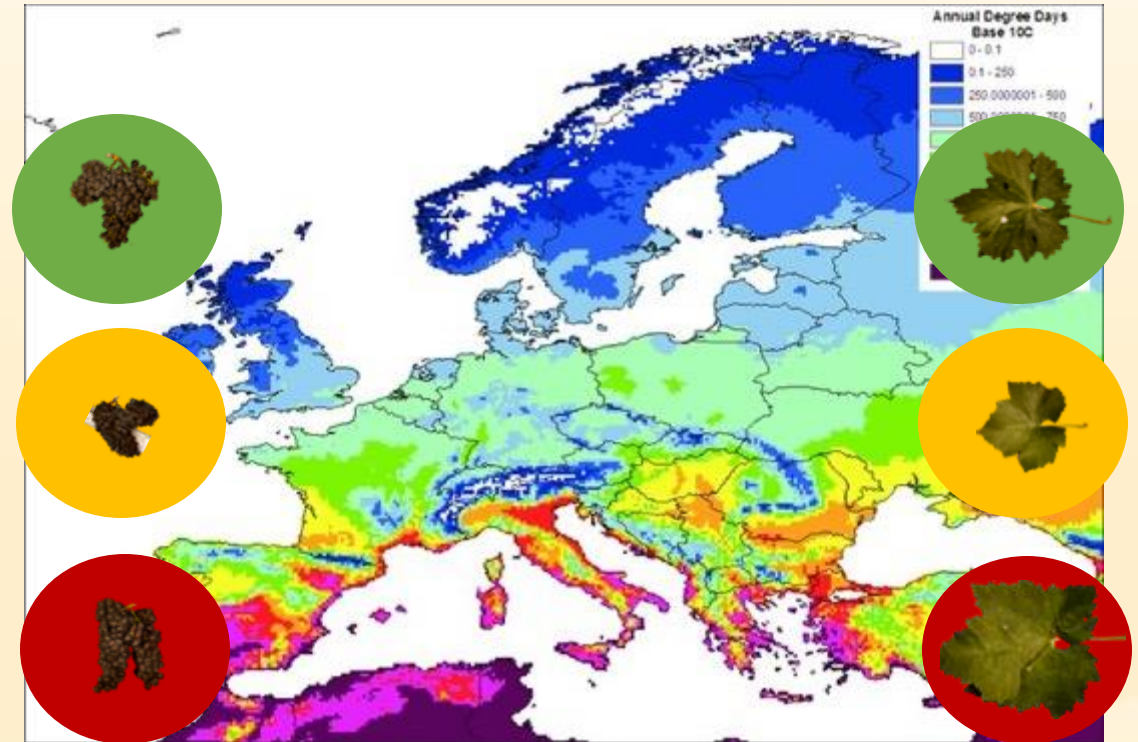 Annual Degree Days
Base 10C
0 - 0.1
0.1 - 250
250.0000001 - 500